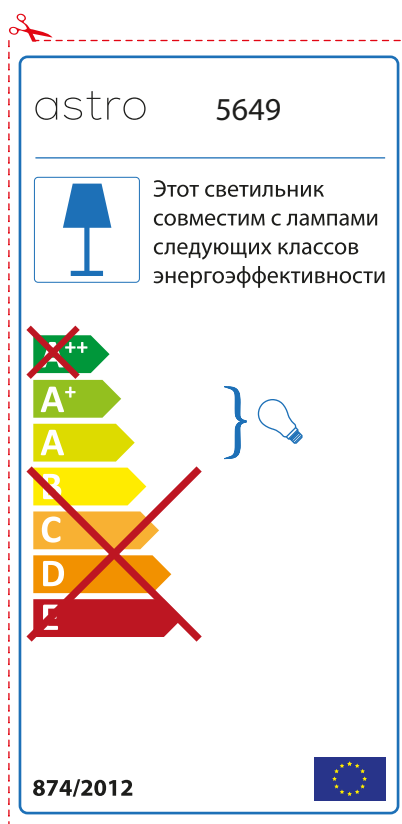 astro 5649
Этот светильник
совместим с лампами
следующих классов
энергоэффективности
A++
A+
A
B
C
D
E
874/2012